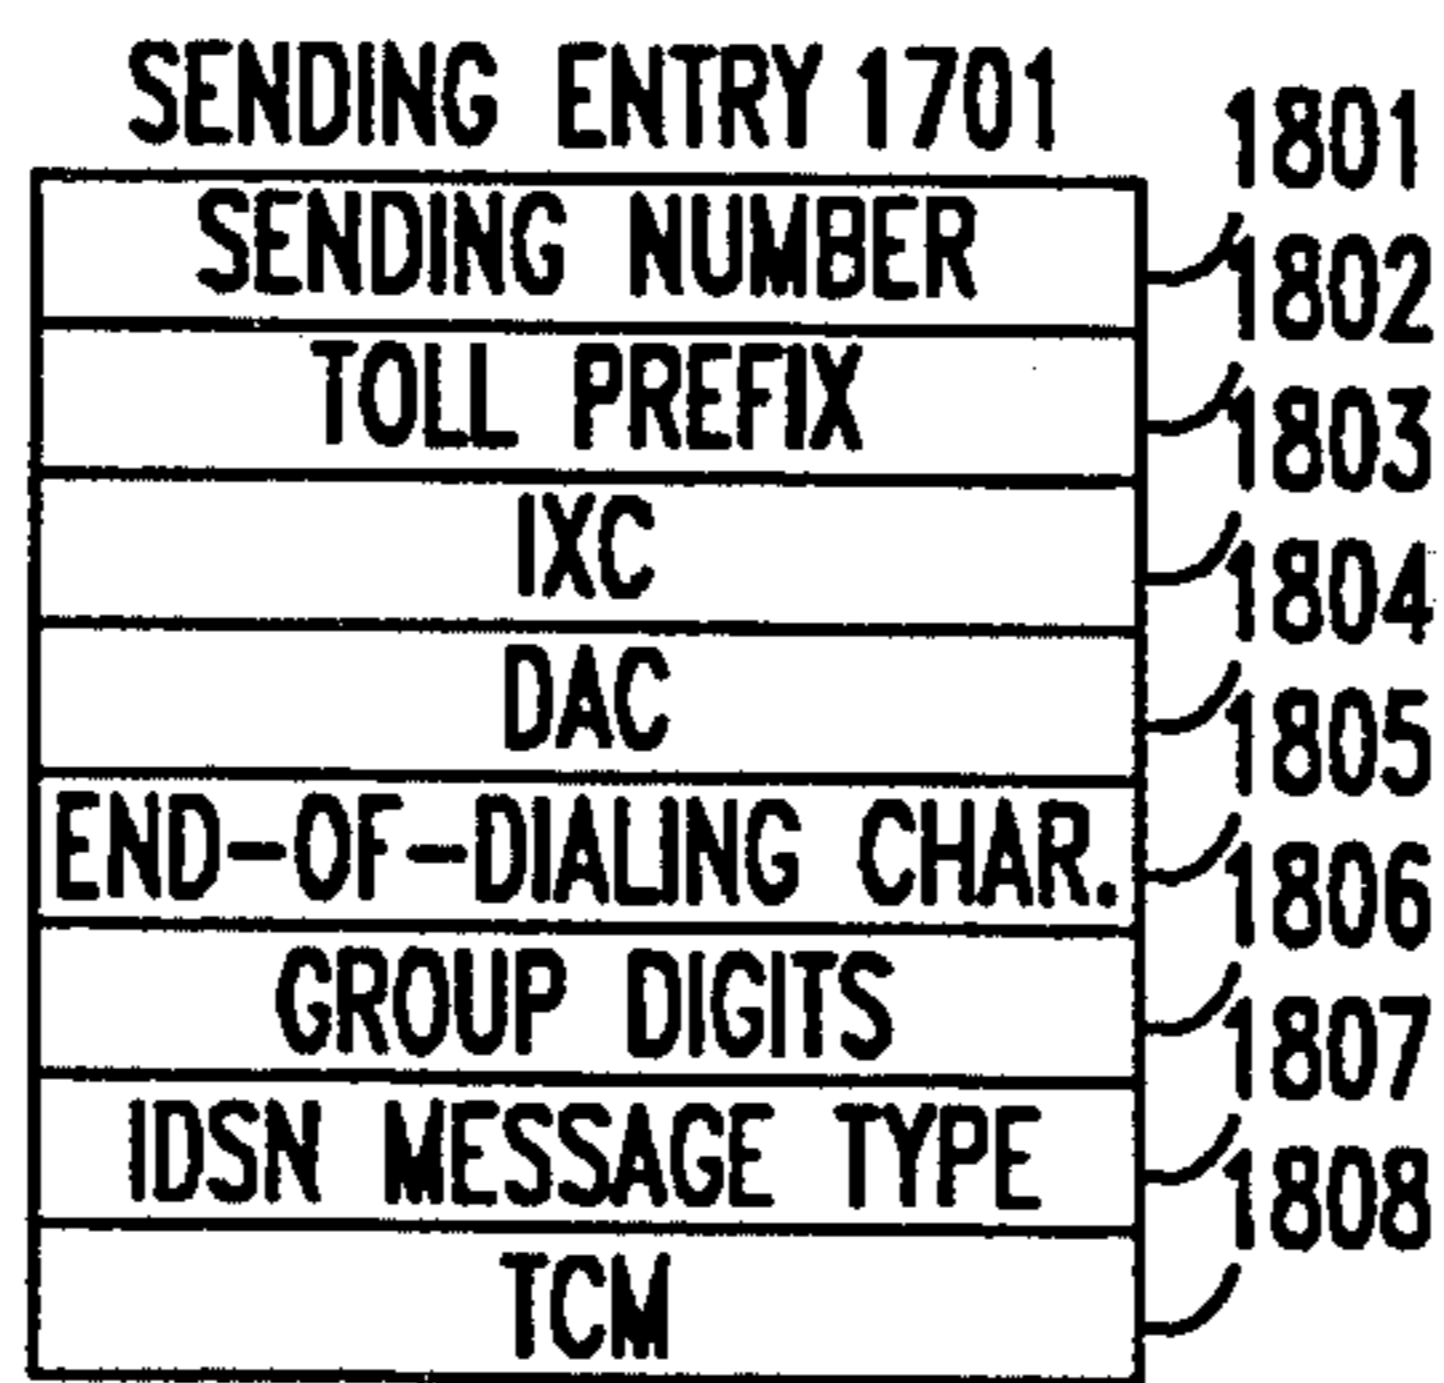 SENDING ENTRY 1701
1801
SENDING NUMBER
1802
TOLL PREFIX
1803
IXC
1804
DAC
1805
END-OF-DIALING CHAR.
1806
GROUP DIGITS
1807
IDSN MESSAGE TYPE
1808
TCM